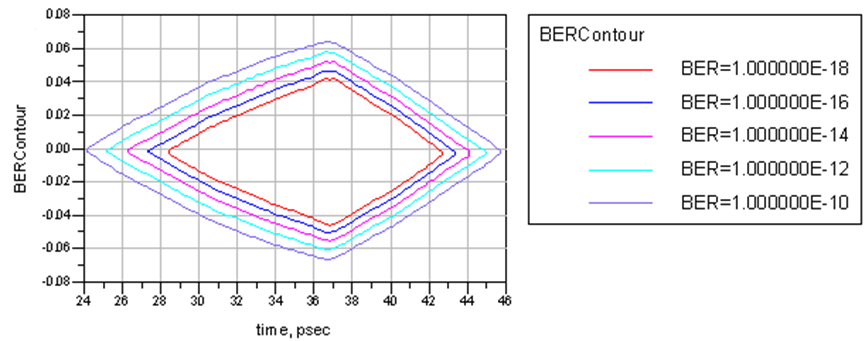 BERContour
0.08
0.06
0.04
0.02
0.00
-0.02
-0.04
-0.06
-0.08
24 26 28 30 32 34 36 38 40 42 44 46
time, psec
BERContour
BER=1.000000E-18
BER=1.000000E-16
BER=1.000000E-14
BER=1.000000E-12
BER=1.000000E-10